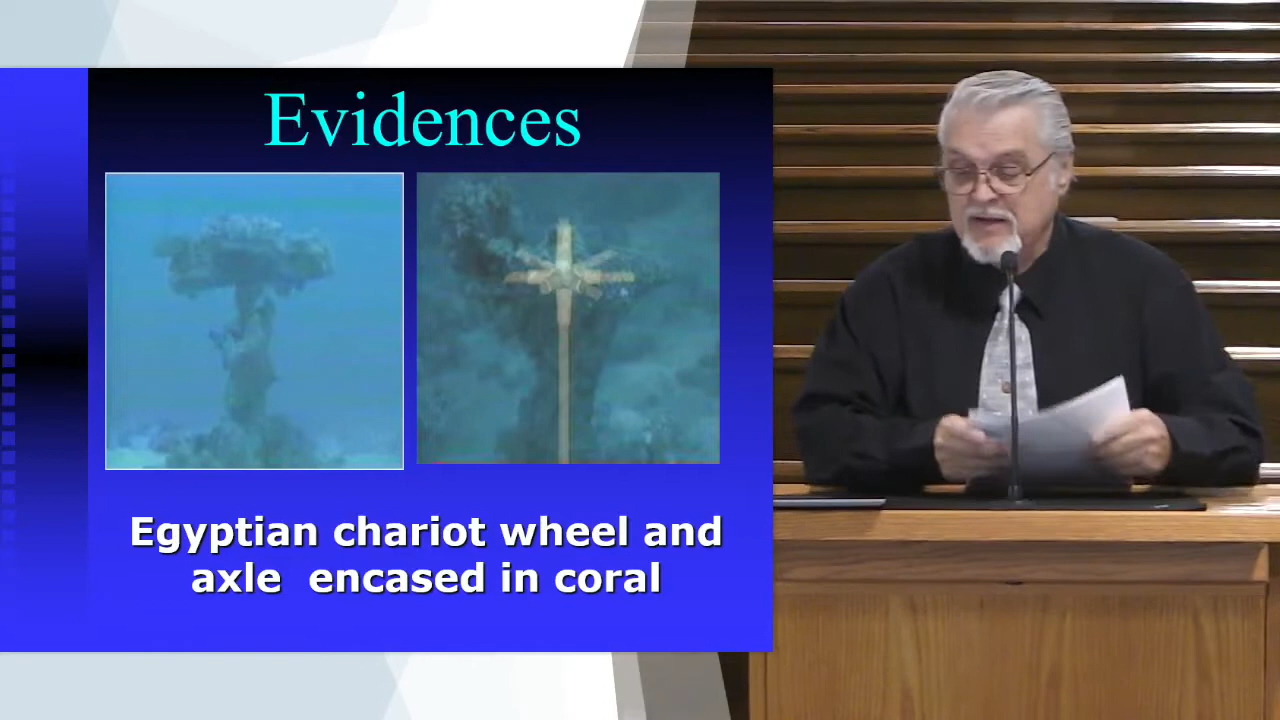 Evidences
Egyptian chariot wheel and
axle encased in coral